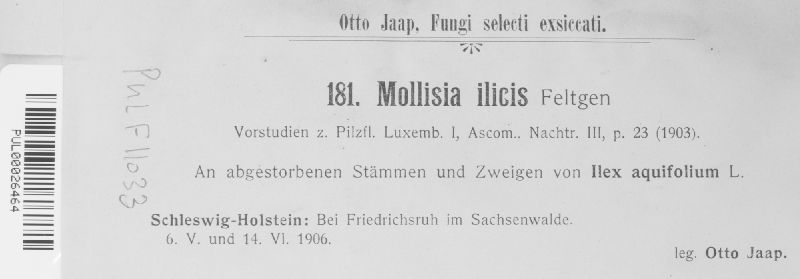 Otto Jaap, Fungi selecti exsiccati.
181. Mollisia ilicis Feltgen
Vorstudien z. Pilzfl. Luxemb. I, Ascom.. Nachtr. III, p. 23 (1903).
An abgestorbenen Stämmen und Zweigen von Ilex aquifolium L.
Schleswig-Holstein: Bei Friedrichsruh im Sachsenwalde.
6. V. und 14. VI. 1906.
leg. Otto Jaap.
PUL F11033
PUL00026464